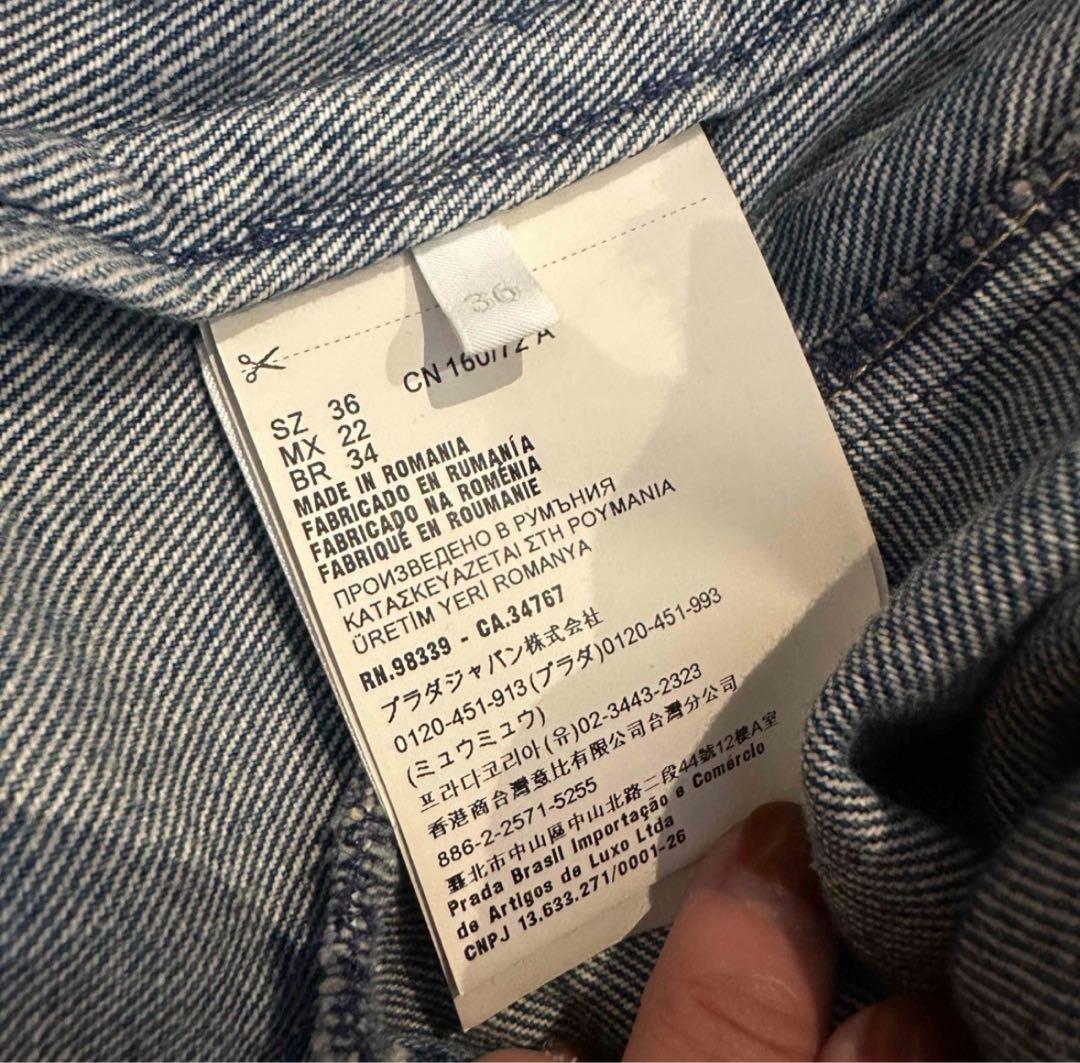 36
CN 160/72 A
SZ 36
MX 22
BR 34
MADE IN ROMANIA
FABRICADO EN RUMANÍA
FABRICADO NA ROMÊNIA
FABRIQUÉ EN ROUMANIE
ПРОИЗВЕДЕНО В РУМЪНИЯ
ΚΑΤΑΣΚΕΥΑΖΕΤΑΙ ΣΤΗ ΡΟΥΜΑΝΙΑ
ÜRETİM YERİ ROMANYA
RN.98339 - CA.34767
プラダジャパン株式会社
0120-451-913(プラダ)0120-451-993
(ミュウミュウ)
프라다코리아(유)02-3443-2323
香港商台灣薏比有限公司台灣分公司
886-2-2571-5255
臺北市中山區中山北路二段44號12樓A室
Prada Brasil Importação e Comércio
de Artigos de Luxo Ltda
CNPJ 13.633.271/0001-26